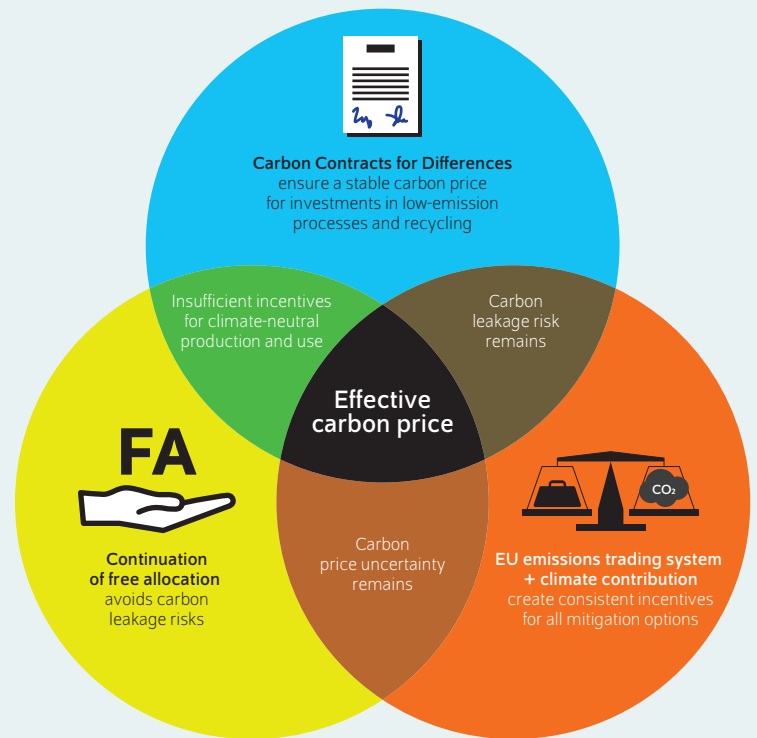 Carbon Contracts for Differences
ensure a stable carbon price
for investments in low-emission
processes and recycling
Insufficient incentives
for climate-neutral
production and use
Carbon
leakage risk
remains
Effective
carbon price
FA
Continuation
of free allocation
avoids carbon
leakage risks
Carbon
price uncertainty
remains
CO₂
EU emissions trading system
+ climate contribution
create consistent incentives
for all mitigation options